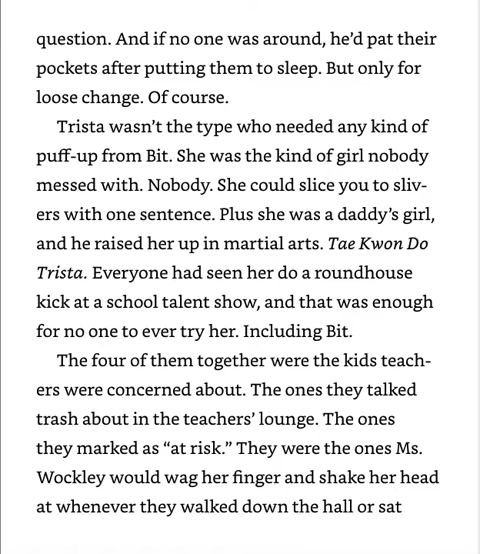 question. And if no one was around, he’d pat their
pockets after putting them to sleep. But only for
loose change. Of course.
Trista wasn’t the type who needed any kind of
puff-up from Bit. She was the kind of girl nobody
messed with. Nobody. She could slice you to sliv-
ers with one sentence. Plus she was a daddy’s girl,
and he raised her up in martial arts. Tae Kwon Do
Trista. Everyone had seen her do a roundhouse
kick at a school talent show, and that was enough
for no one to ever try her. Including Bit.
The four of them together were the kids teach-
ers were concerned about. The ones they talked
trash about in the teachers’ lounge. The ones
they marked as “at risk.” They were the ones Ms.
Wockley would wag her finger and shake her head
at whenever they walked down the hall or sat